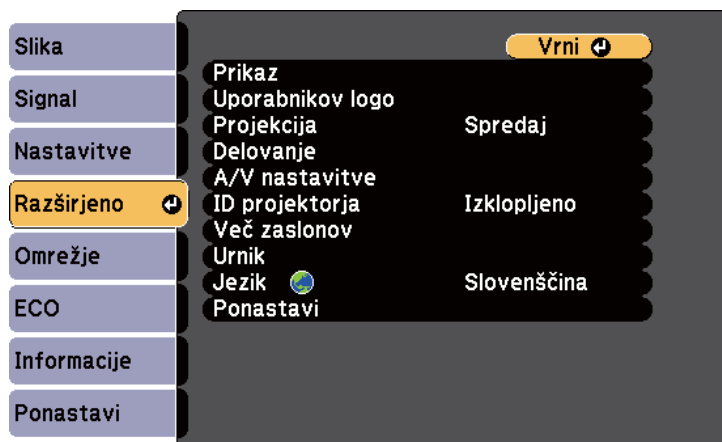 Slika
Signal
Nastavitve
Razširjeno
Omrežje
ECO
Informacije
Ponastavi
Vrni
Prikaz
Uporabnikov logo
Projekcija Spredaj
Delovanje
A/V nastavitve
ID projektorja Izklopljeno
Več zaslonov
Urnik
Jezik Slovenščina
Ponastavi